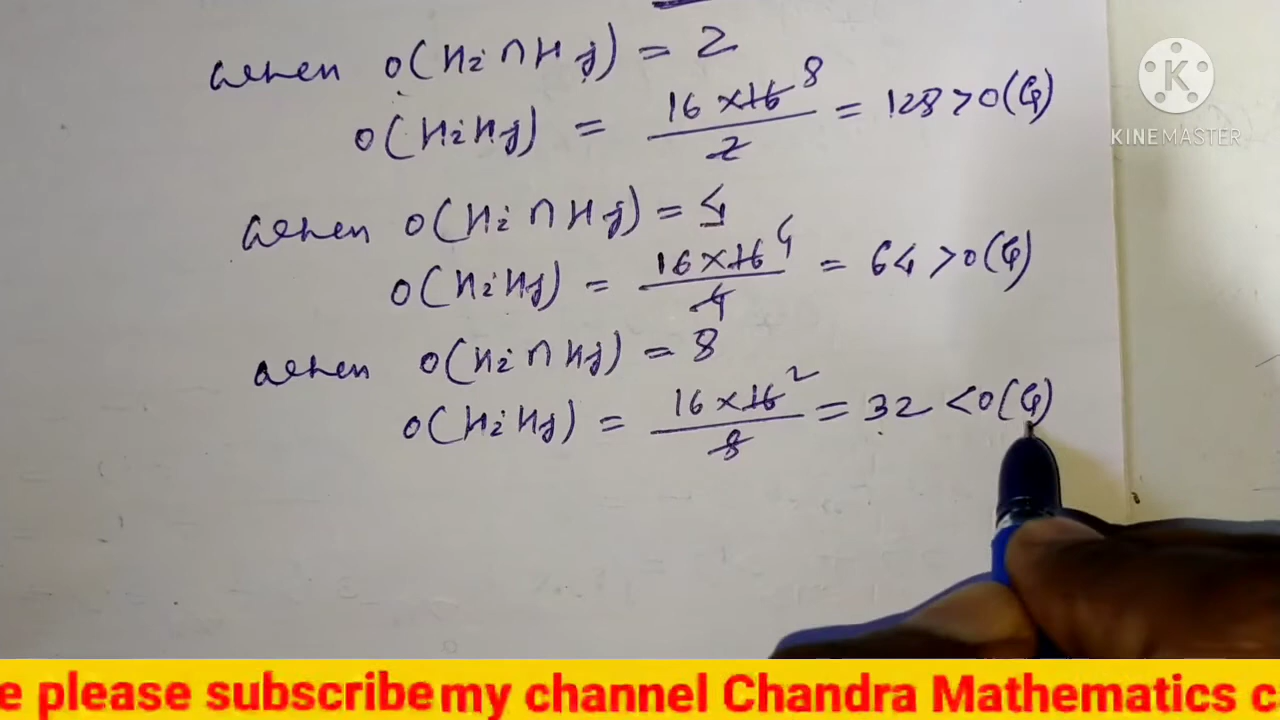 when o(Hi∩Hj) = 2
o(HiHj) = 16 × 16 8 / 2 = 128 > o(G)
when o(Hi∩Hj) = 4
o(HiHj) = 16 × 16 4 / 4 = 64 > o(G)
when o(Hi∩Hj) = 8
o(HiHj) = 16 × 16 2 / 8 = 32 < o(G)
KINEMASTER
e please subscribe my channel Chandra Mathematics c